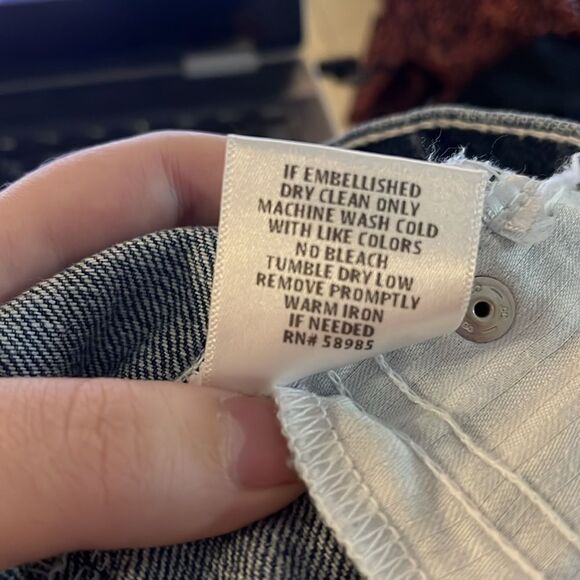 IF EMBELLISHED
DRY CLEAN ONLY
MACHINE WASH COLD
WITH LIKE COLORS
NO BLEACH
TUMBLE DRY LOW
REMOVE PROMPTLY
WARM IRON
IF NEEDED
RN# 58985